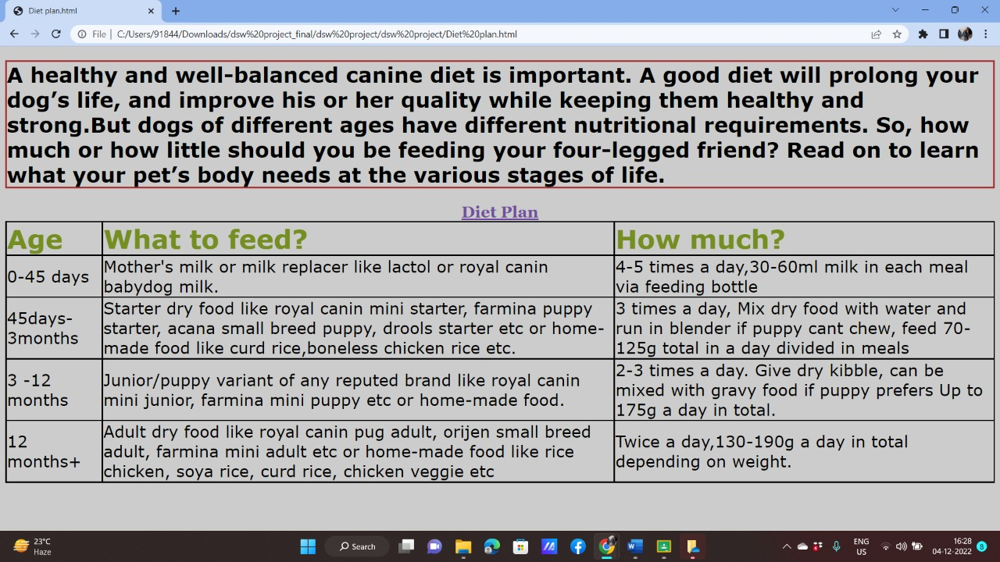 Diet plan.html
File
C:/Users/91844/Downloads/dsw%20project_final/dsw%20project/dsw%20project/Diet%20plan.html
A healthy and well-balanced canine diet is important. A good diet will prolong your
dog’s life, and improve his or her quality while keeping them healthy and
strong.But dogs of different ages have different nutritional requirements. So, how
much or how little should you be feeding your four-legged friend? Read on to learn
what your pet’s body needs at the various stages of life.
Diet Plan
Age
What to feed?
How much?
0-45 days
Mother's milk or milk replacer like lactol or royal canin
babydog milk.
4-5 times a day,30-60ml milk in each meal
via feeding bottle
45days-
3months
Starter dry food like royal canin mini starter, farmina puppy
starter, acana small breed puppy, drools starter etc or home-
made food like curd rice,boneless chicken rice etc.
3 times a day, Mix dry food with water and
run in blender if puppy cant chew, feed 70-
125g total in a day divided in meals
3 -12
months
Junior/puppy variant of any reputed brand like royal canin
mini junior, farmina mini puppy etc or home-made food.
2-3 times a day. Give dry kibble, can be
mixed with gravy food if puppy prefers Up to
175g a day in total.
12
months+
Adult dry food like royal canin pug adult, orijen small breed
adult, farmina mini adult etc or home-made food like rice
chicken, soya rice, curd rice, chicken veggie etc
Twice a day,130-190g a day in total
depending on weight.
23°C
Haze
Search
ENG
US
16:28
04-12-2022
8